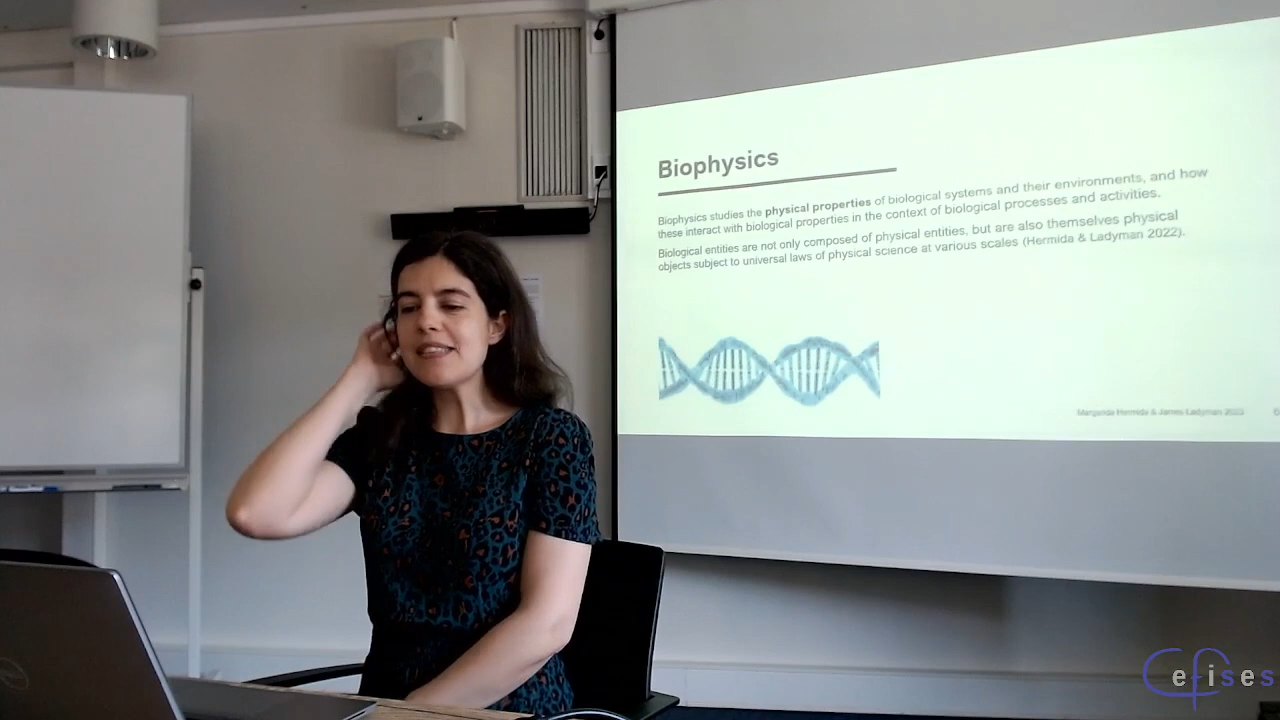 Biophysics
Biophysics studies the physical properties of biological systems and their environments, and how
these interact with biological properties in the context of biological processes and activities.
Biological entities are not only composed of physical entities, but are also themselves physical
objects subject to universal laws of physical science at various scales (Hermida & Ladyman 2022).
Margarida Hermida & James Ladyman 2023
efises